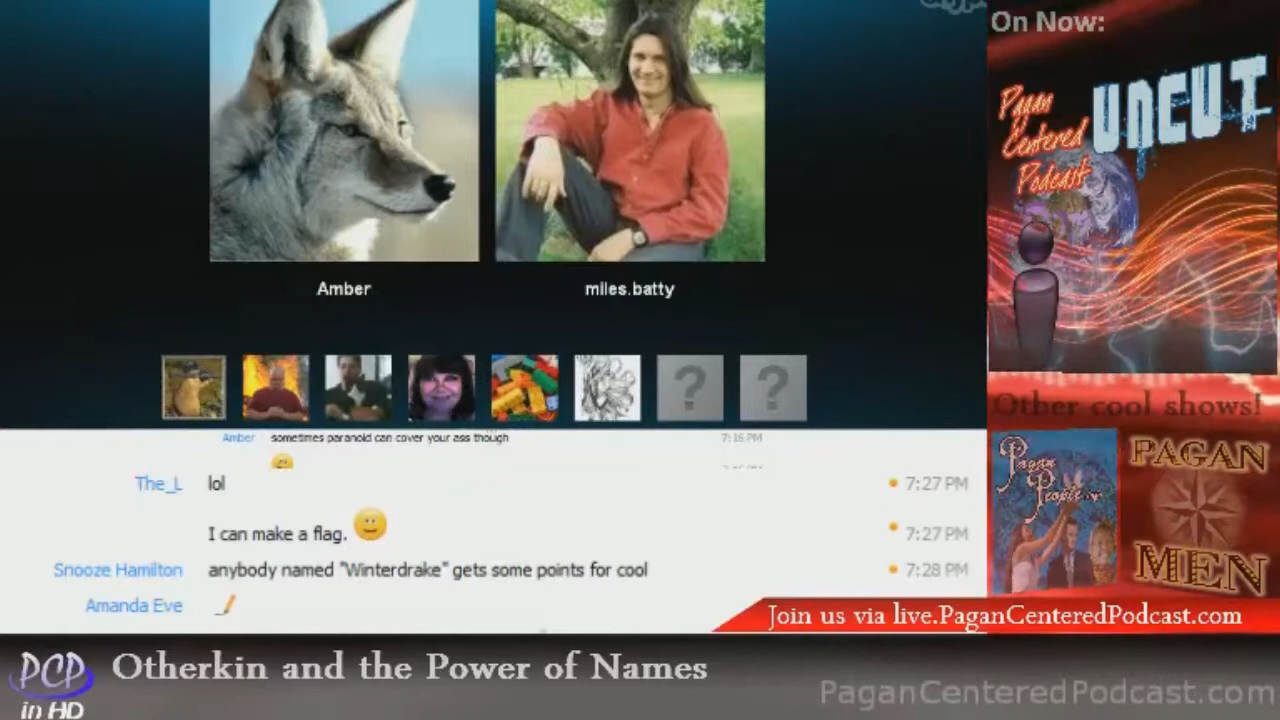 On Now:
Pagan
Centered
Podcast
UNCUT
Amber
miles.batty
? ?
Amber sometimes paranoid can cover your ass though 7:16 PM
The_L lol 7:27 PM
I can make a flag. 7:27 PM
Snooze Hamilton anybody named "Winterdrake" gets some points for cool 7:28 PM
Amanda Eve
Other cool shows!
Pagan
People
PAGAN
MEN
Join us via live.PaganCenteredPodcast.com
PCP
in HD
Otherkin and the Power of Names
PaganCenteredPodcast.com